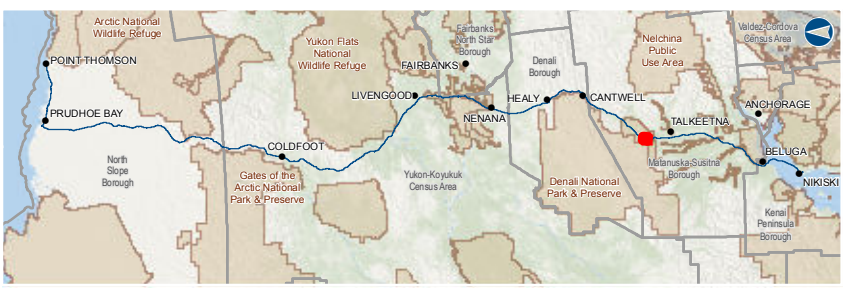 Arctic National
Wildlife Refuge
POINT THOMSON
PRUDHOE BAY
North
Slope
Borough
COLDFOOT
Gates of the
Arctic National
Park & Preserve
Yukon Flats
National
Wildlife Refuge
Fairbanks
North Star
Borough
FAIRBANKS
LIVENGOOD
NENANA
Yukon-Koyukuk
Census Area
Denali
Borough
HEALY
CANTWELL
Denali National
Park & Preserve
Nelchina
Public
Use Area
TALKEETNA
Matanuska-Susitna
Borough
Valdez-Cordova
Census Area
ANCHORAGE
BELUGA
NIKISKI
Kenai
Peninsula
Borough